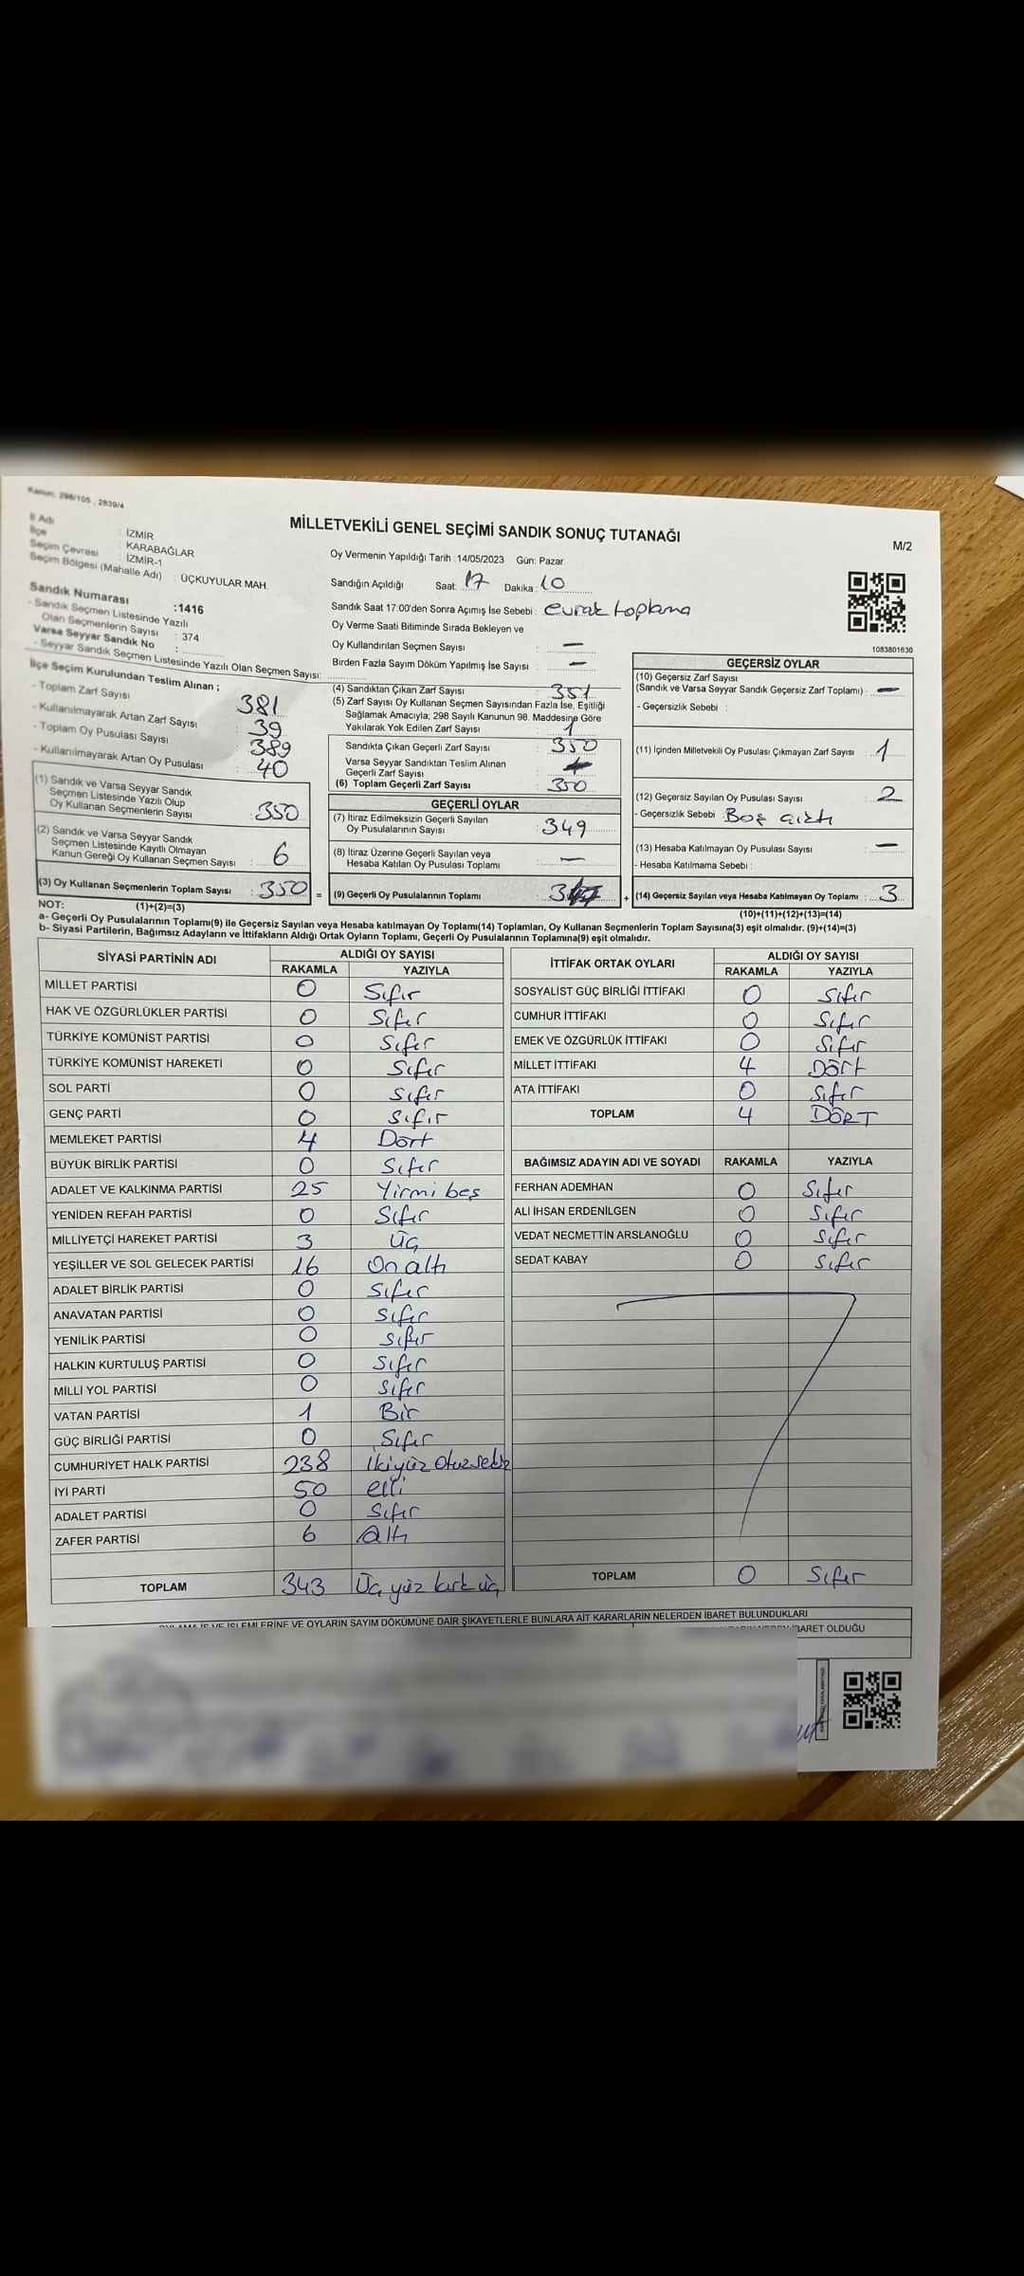 Kanun: 298/105 , 2839/4
MİLLETVEKİLİ GENEL SEÇİMİ SANDIK SONUÇ TUTANAĞI
M/2
İl Adı : İZMİR
İlçe : KARABAĞLAR
Seçim Çevresi : İZMİR-1
Seçim Bölgesi (Mahalle Adı) : ÜÇKUYULAR MAH.
Sandık Numarası :1416
- Sandık Seçmen Listesinde Yazılı
Olan Seçmenlerin Sayısı : 374
Varsa Seyyar Sandık No :
- Seyyar Sandık Seçmen Listesinde Yazılı Olan Seçmen Sayısı:
Oy Vermenin Yapıldığı Tarih :14/05/2023 Gün: Pazar
Sandığın Açıldığı Saat: 17 Dakika: 10
Sandık Saat 17.00'den Sonra Açımış İse Sebebi : evrak toplama
Oy Verme Saati Bitiminde Sırada Bekleyen ve
Oy Kullandırılan Seçmen Sayısı : —
Birden Fazla Sayım Döküm Yapılmış İse Sayısı : —
1083801630
İlçe Seçim Kurulundan Teslim Alınan ;
- Toplam Zarf Sayısı : 381
- Kullanılmayarak Artan Zarf Sayısı : 39
- Toplam Oy Pusulası Sayısı : 389
- Kullanılmayarak Artan Oy Pusulası : 40
(1) Sandık ve Varsa Seyyar Sandık
Seçmen Listesinde Yazılı Olup
Oy Kullanan Seçmenlerin Sayısı : 350
(2) Sandık ve Varsa Seyyar Sandık
Seçmen Listesinde Kayıtlı Olmayan
Kanun Gereği Oy Kullanan Seçmen Sayısı : 6
(3) Oy Kullanan Seçmenlerin Toplam Sayısı : 350 =
(4) Sandıktan Çıkan Zarf Sayısı : 351
(5) Zarf Sayısı Oy Kullanan Seçmen Sayısından Fazla İse, Eşitliği
Sağlamak Amacıyla; 298 Sayılı Kanunun 98. Maddesine Göre
Yakılarak Yok Edilen Zarf Sayısı : 1
Sandıkta Çıkan Geçerli Zarf Sayısı : 350
Varsa Seyyar Sandıktan Teslim Alınan
Geçerli Zarf Sayısı :
(6) Toplam Geçerli Zarf Sayısı : 350
GEÇERLİ OYLAR
(7) İtiraz Edilmeksizin Geçerli Sayılan
Oy Pusulalarının Sayısı : 349
(8) İtiraz Üzerine Geçerli Sayılan veya
Hesaba Katılan Oy Pusulası Toplamı : —
(9) Geçerli Oy Pusulalarının Toplamı : +
GEÇERSİZ OYLAR
(10) Geçersiz Zarf Sayısı
(Sandık ve Varsa Seyyar Sandık Geçersiz Zarf Toplamı) : —
- Geçersizlik Sebebi :
(11) İçinden Milletvekili Oy Pusulası Çıkmayan Zarf Sayısı : 1
(12) Geçersiz Sayılan Oy Pusulası Sayısı : 2
- Geçersizlik Sebebi : Boş çıktı
(13) Hesaba Katılmayan Oy Pusulası Sayısı : —
- Hesaba Katılmama Sebebi :
(14) Geçersiz Sayılan veya Hesaba Katılmayan Oy Toplamı : 3
NOT: (1)+(2)=(3)
(10)+(11)+(12)+(13)=(14)
a- Geçerli Oy Pusulalarının Toplamı(9) ile Geçersiz Sayılan veya Hesaba katılmayan Oy Toplamı(14) Toplamları, Oy Kullanan Seçmenlerin Toplam Sayısına(3) eşit olmalıdır. (9)+(14)=(3)
b- Siyasi Partilerin, Bağımsız Adayların ve İttifakların Aldığı Ortak Oyların Toplamı, Geçerli Oy Pusulalarının Toplamına(9) eşit olmalıdır.
SİYASİ PARTİNİN ADI ALDIĞI OY SAYISI
RAKAMLA YAZIYLA
MİLLET PARTİSİ 0 Sıfır
HAK VE ÖZGÜRLÜKLER PARTİSİ 0 Sıfır
TÜRKİYE KOMÜNİST PARTİSİ 0 Sıfır
TÜRKİYE KOMÜNİST HAREKETİ 0 Sıfır
SOL PARTİ 0 Sıfır
GENÇ PARTİ 0 Sıfır
MEMLEKET PARTİSİ 4 Dört
BÜYÜK BİRLİK PARTİSİ 0 Sıfır
ADALET VE KALKINMA PARTİSİ 25 Yirmi beş
YENİDEN REFAH PARTİSİ 0 Sıfır
MİLLİYETÇİ HAREKET PARTİSİ 3 Üç
YEŞİLLER VE SOL GELECEK PARTİSİ 16 On altı
ADALET BİRLİK PARTİSİ 0 Sıfır
ANAVATAN PARTİSİ 0 Sıfır
YENİLİK PARTİSİ 0 Sıfır
HALKIN KURTULUŞ PARTİSİ 0 Sıfır
MİLLİ YOL PARTİSİ 0 Sıfır
VATAN PARTİSİ 1 Bir
GÜÇ BİRLİĞİ PARTİSİ 0 Sıfır
CUMHURİYET HALK PARTİSİ 238 İkiyüz otuzsekiz
İYİ PARTİ 50 elli
ADALET PARTİSİ 0 Sıfır
ZAFER PARTİSİ 6 Altı
TOPLAM 343 Üç yüz kırk üç
İTTİFAK ORTAK OYLARI ALDIĞI OY SAYISI
RAKAMLA YAZIYLA
SOSYALİST GÜÇ BİRLİĞİ İTTİFAKI 0 Sıfır
CUMHUR İTTİFAKI 0 Sıfır
EMEK VE ÖZGÜRLÜK İTTİFAKI 0 Sıfır
MİLLET İTTİFAKI 4 Dört
ATA İTTİFAKI 0 Sıfır
TOPLAM 4 DÖRT
BAĞIMSIZ ADAYIN ADI VE SOYADI RAKAMLA YAZIYLA
FERHAN ADEMHAN 0 Sıfır
ALİ İHSAN ERDENİLGEN 0 Sıfır
VEDAT NECMETTİN ARSLANOĞLU 0 Sıfır
SEDAT KABAY 0 Sıfır
TOPLAM 0 Sıfır
İŞLEMLERİNE VE OYLARIN SAYIM DÖKÜMÜNE DAİR ŞİKAYETLERLE BUNLARA AİT KARARLARIN NELERDEN İBARET BULUNDUKLARI
İBARET OLDUĞU